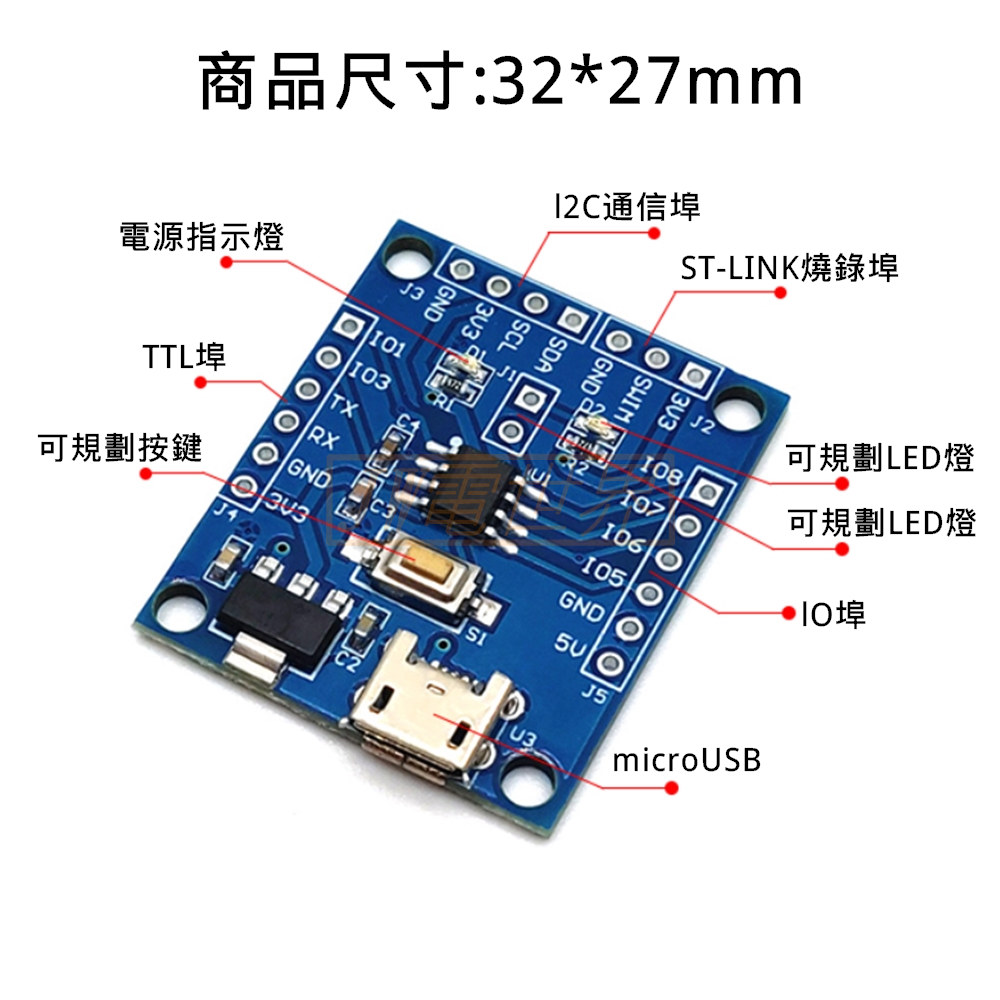 商品尺寸:32*27mm
I2C通信埠
電源指示燈
ST-LINK燒錄埠
TTL埠
可規劃按鍵
可規劃LED燈
可規劃LED燈
IO埠
microUSB
J3
GND
3V3
SCL
SDA
GND
SWIM
3V3
J2
IO1
IO3
TX
RX
GND
3V3
J4
J1
R1
R2
C4
C3
U1
IO8
IO7
IO6
IO5
GND
5V
J5
S1
C2
U3
電世界